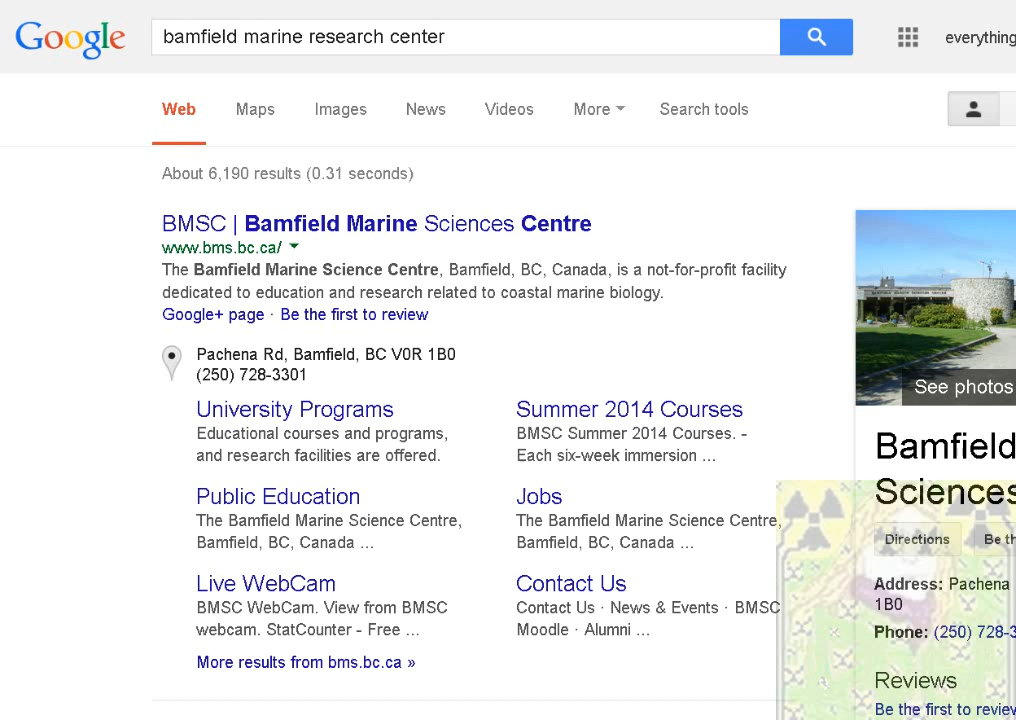 Google
bamfield marine research center
everything
Web Maps Images News Videos More Search tools
About 6,190 results (0.31 seconds)
BMSC | Bamfield Marine Sciences Centre
www.bms.bc.ca/
The Bamfield Marine Science Centre, Bamfield, BC, Canada, is a not-for-profit facility
dedicated to education and research related to coastal marine biology.
Google+ page · Be the first to review
Pachena Rd, Bamfield, BC V0R 1B0
(250) 728-3301
University Programs
Educational courses and programs,
and research facilities are offered.
Summer 2014 Courses
BMSC Summer 2014 Courses. -
Each six-week immersion ...
Public Education
The Bamfield Marine Science Centre,
Bamfield, BC, Canada ...
Jobs
The Bamfield Marine Science Centre,
Bamfield, BC, Canada ...
Live WebCam
BMSC WebCam. View from BMSC
webcam. StatCounter - Free ...
Contact Us
Contact Us · News & Events · BMSC
Moodle · Alumni ...
More results from bms.bc.ca »
See photos
Bamfield
Sciences
Directions Be th
Address: Pachena
1B0
Phone: (250) 728-3
Reviews
Be the first to review